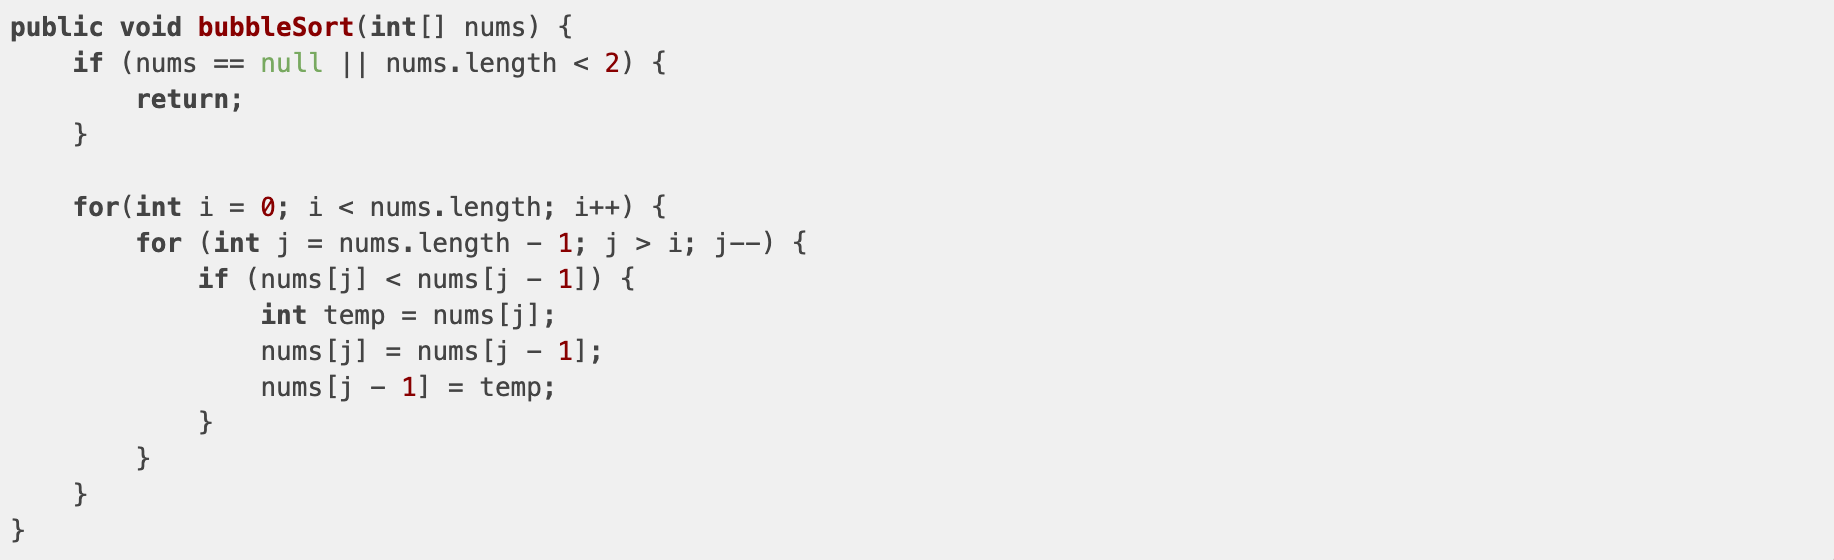 public void bubbleSort(int[] nums) {
    if (nums == null || nums.length < 2) {
        return;
    }

    for(int i = 0; i < nums.length; i++) {
        for (int j = nums.length - 1; j > i; j--) {
            if (nums[j] < nums[j - 1]) {
                int temp = nums[j];
                nums[j] = nums[j - 1];
                nums[j - 1] = temp;
            }
        }
    }
}